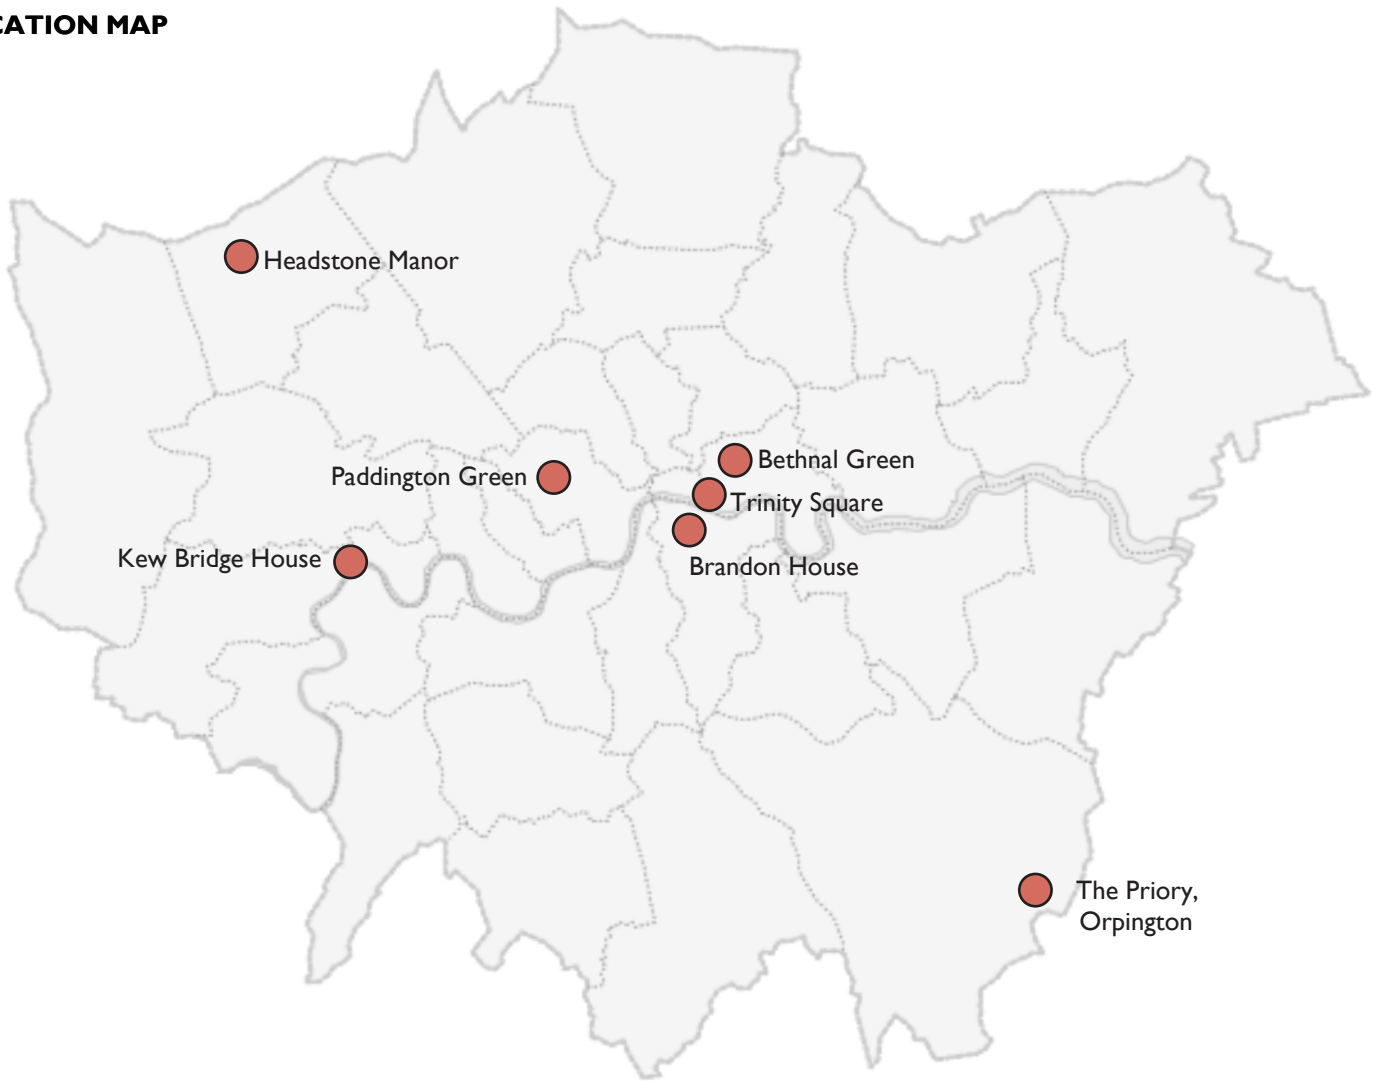 CATION MAP
Headstone Manor
Bethnal Green
Paddington Green
Trinity Square
Kew Bridge House
Brandon House
The Priory,
Orpington